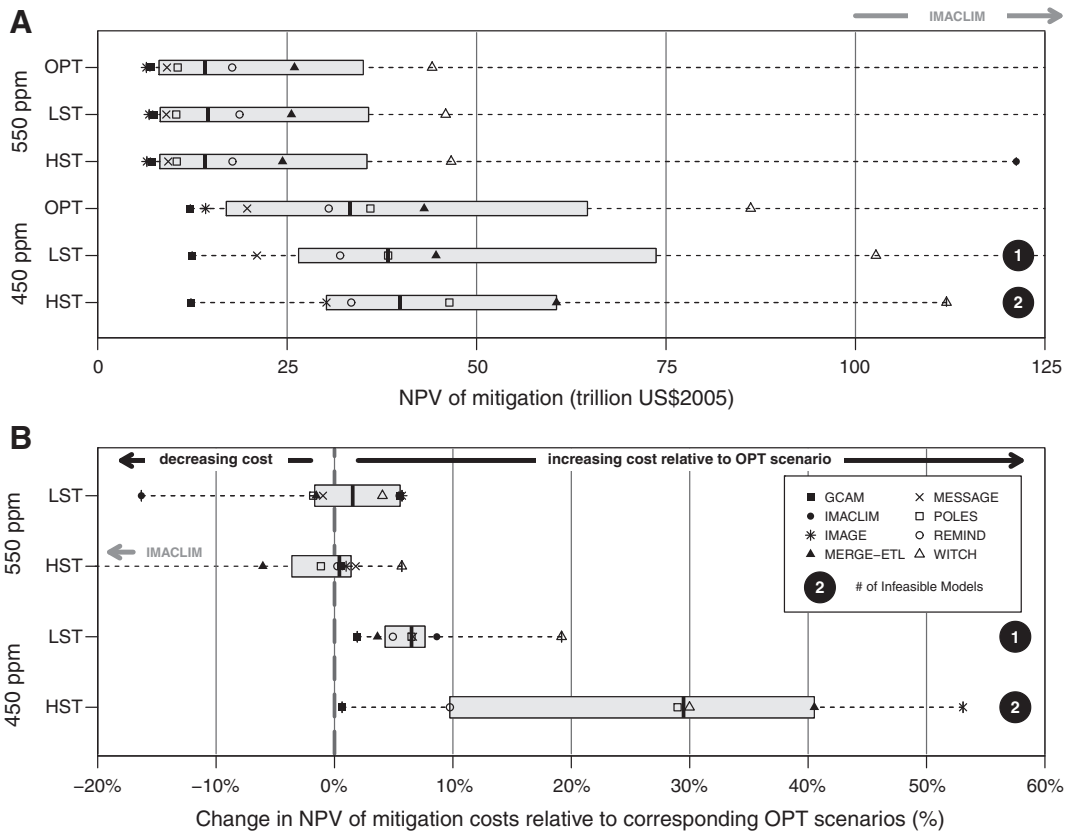 A
IMACLIM
550 ppm
OPT
LST
HST
450 ppm
OPT
LST
1
HST
2
0
25
50
75
100
125
NPV of mitigation (trillion US$2005)
B
decreasing cost
increasing cost relative to OPT scenario
550 ppm
LST
HST
IMACLIM
GCAM
MESSAGE
IMACLIM
POLES
IMAGE
REMIND
MERGE−ETL
WITCH
2
# of Infeasible Models
450 ppm
LST
1
HST
2
−20%
−10%
0%
10%
20%
30%
40%
50%
60%
Change in NPV of mitigation costs relative to corresponding OPT scenarios (%)